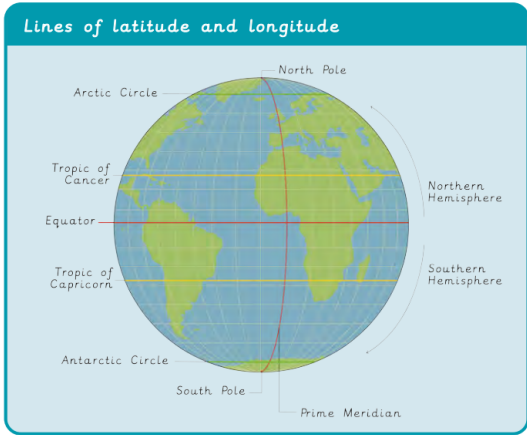 Lines of latitude and longitude
North Pole
Arctic Circle
Tropic of
Cancer
Northern
Hemisphere
Equator
Southern
Hemisphere
Tropic of
Capricorn
Antarctic Circle
South Pole
Prime Meridian